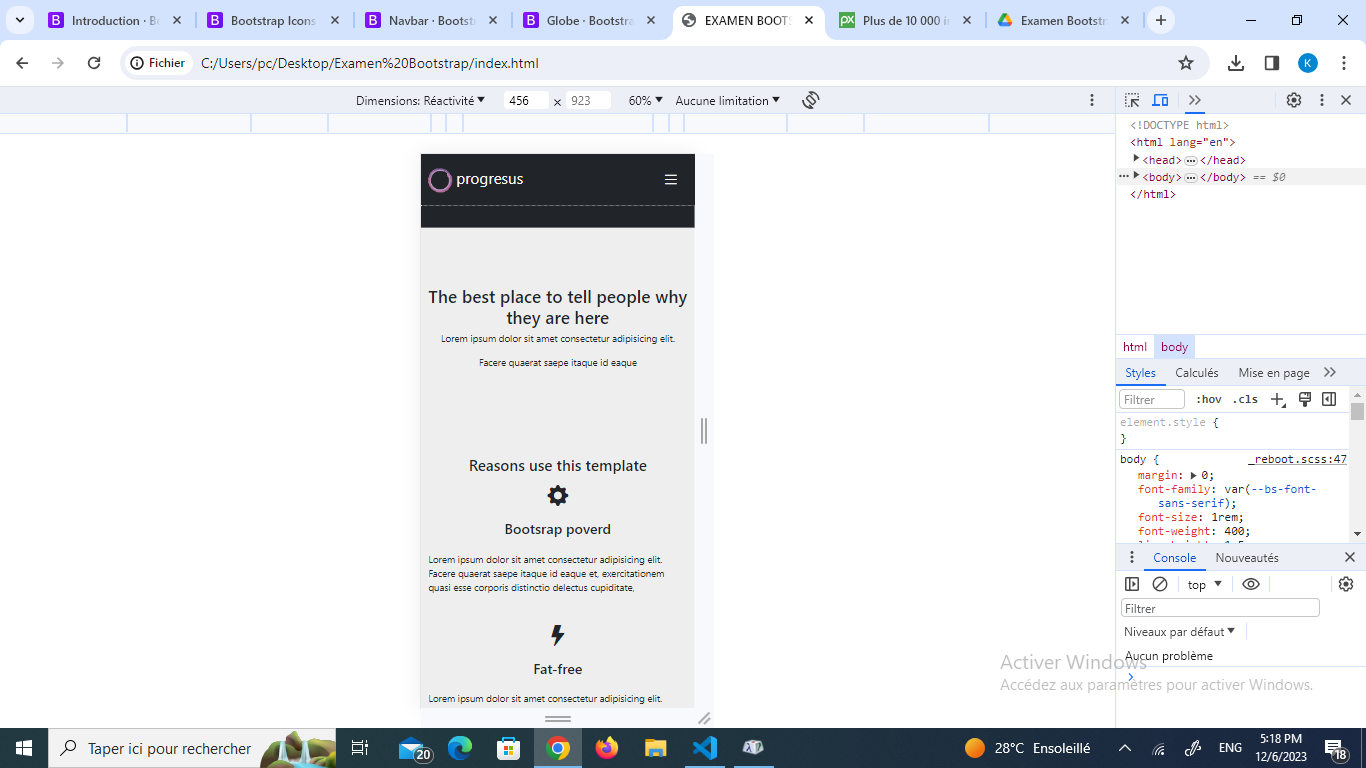 Introduction · Bo
Bootstrap Icons
Navbar · Bootstr
Globe · Bootstra
EXAMEN BOOTS
Plus de 10 000 i
Examen Bootstr
Fichier
C:/Users/pc/Desktop/Examen%20Bootstrap/index.html
K
Dimensions: Réactivité
456 × 923
60%
Aucune limitation
<!DOCTYPE html>
<html lang="en">
<head>…</head>
<body>…</body> == $0
</html>
progresus
The best place to tell people why
they are here
Lorem ipsum dolor sit amet consectetur adipisicing elit.
Facere quaerat saepe itaque id eaque
Reasons use this template
Bootsrap poverd
Lorem ipsum dolor sit amet consectetur adipisicing elit.
Facere quaerat saepe itaque id eaque et, exercitationem
quasi esse corporis distinctio delectus cupiditate,
Fat-free
Lorem ipsum dolor sit amet consectetur adipisicing elit.
html body
Styles Calculés Mise en page
Filtrer :hov .cls
element.style {
}
body { _reboot.scss:47
margin: 0;
font-family: var(--bs-font-
sans-serif);
font-size: 1rem;
font-weight: 400;
Console Nouveautés
top
Filtrer
Niveaux par défaut
Aucun problème
Activer Windows
Accédez aux paramètres pour activer Windows.
Taper ici pour rechercher
20
28°C Ensoleillé
ENG
5:18 PM
12/6/2023
18